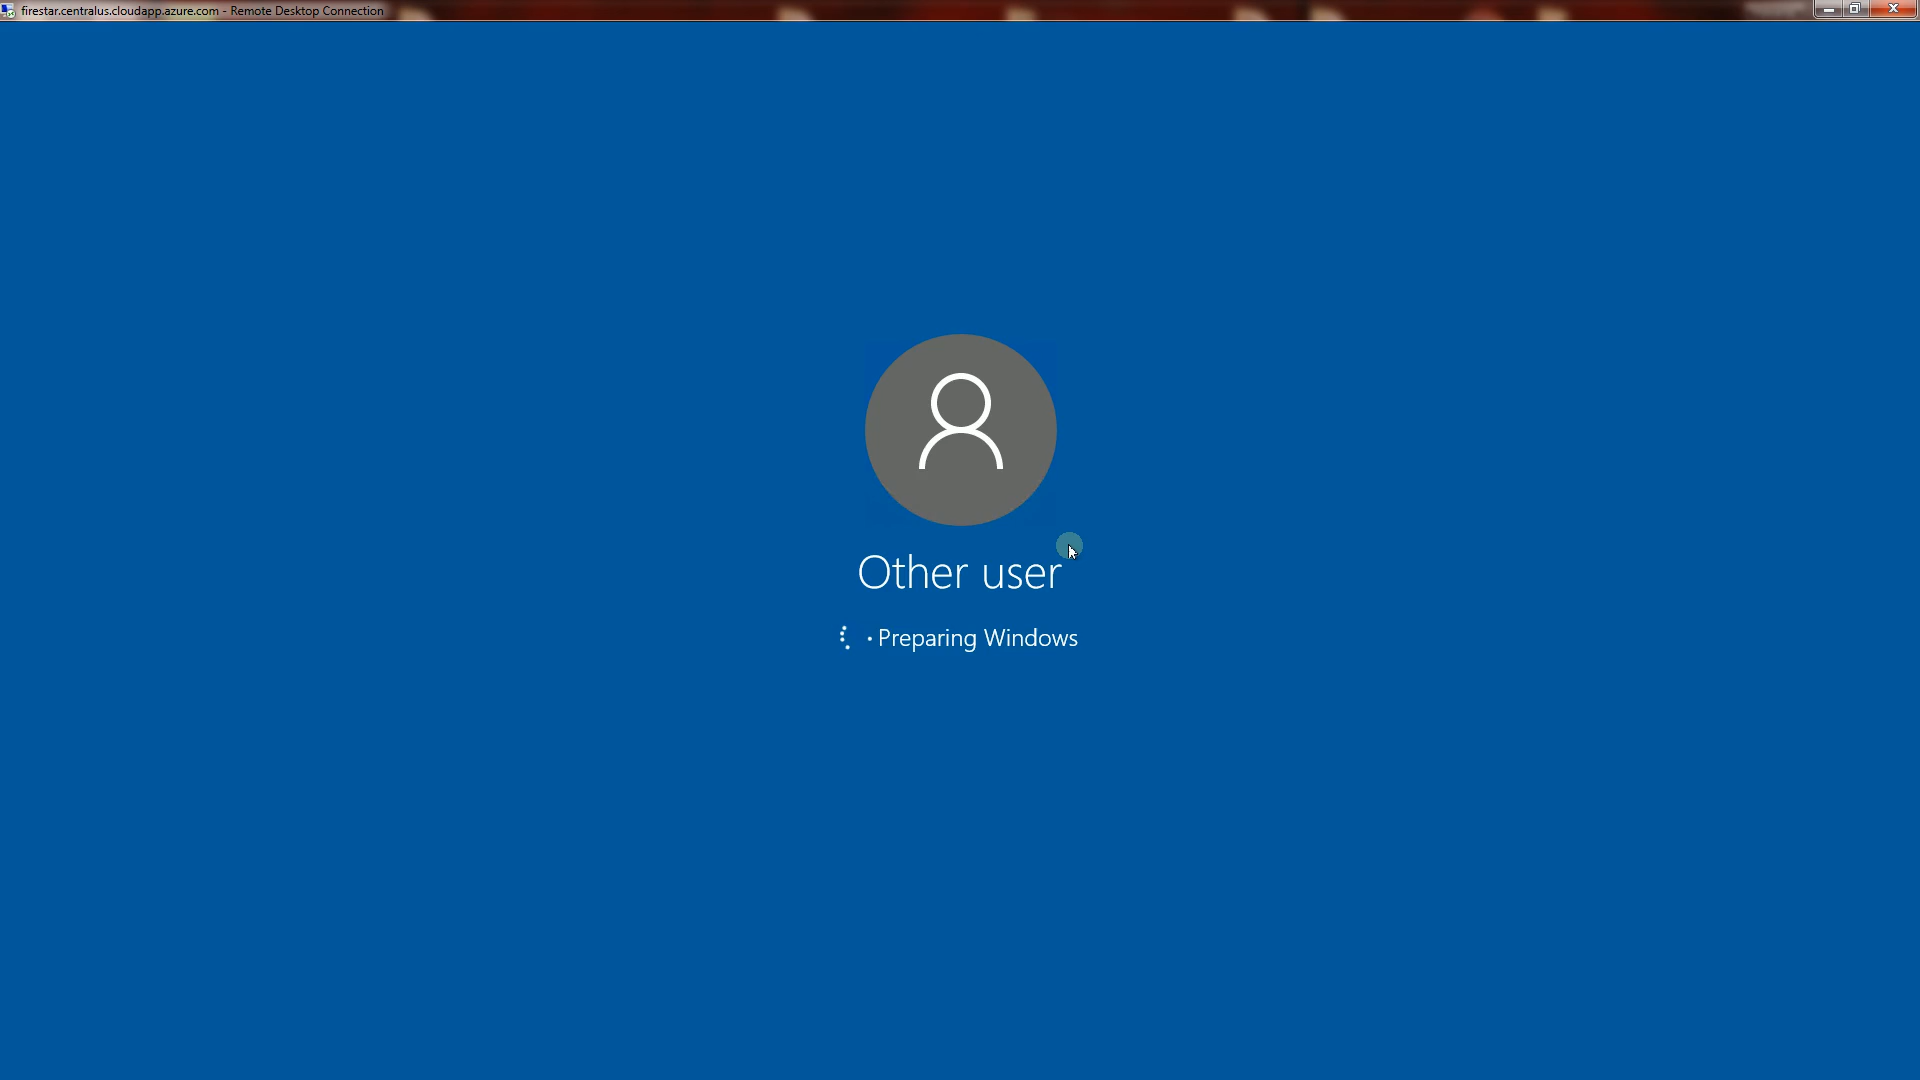 firestar.centralus.cloudapp.azure.com - Remote Desktop Connection
Other user
Preparing Windows